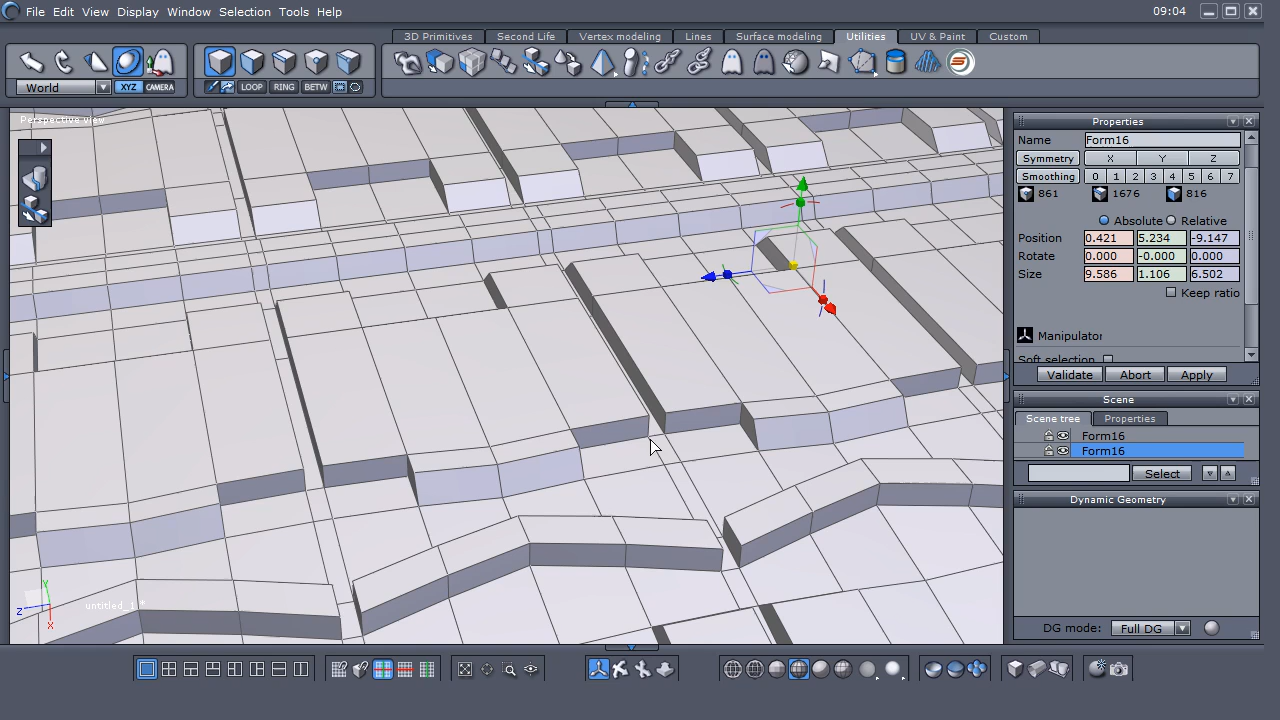 File Edit View Display Window Selection Tools Help 09:04
3D Primitives Second Life Vertex modeling Lines Surface modeling Utilities UV & Paint Custom
World XYZ CAMERA LOOP RING BETW
Perspective view
Properties
Name Form16
Symmetry X Y Z
Smoothing 0 1 2 3 4 5 6 7
861 1676 816
Absolute Relative
Position 0.421 5.234 -9.147
Rotate 0.000 -0.000 0.000
Size 9.586 1.106 6.502
Keep ratio
Manipulator
Soft selection
Validate Abort Apply
Scene
Scene tree Properties
Form16
Form16
Select
Dynamic Geometry
Y
Z
X
untitled_1 *
DG mode: Full DG